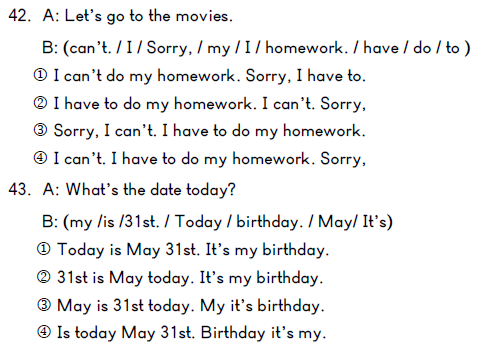 42. A: Let's go to the movies.
B: (can't. / I / Sorry, / my / I / homework. / have / do / to )
① I can't do my homework. Sorry, I have to.
② I have to do my homework. I can't. Sorry,
③ Sorry, I can't. I have to do my homework.
④ I can't. I have to do my homework. Sorry,
43. A: What's the date today?
B: (my /is /31st. / Today / birthday. / May/ It's)
① Today is May 31st. It's my birthday.
② 31st is May today. It's my birthday.
③ May is 31st today. My it's birthday.
④ Is today May 31st. Birthday it's my.